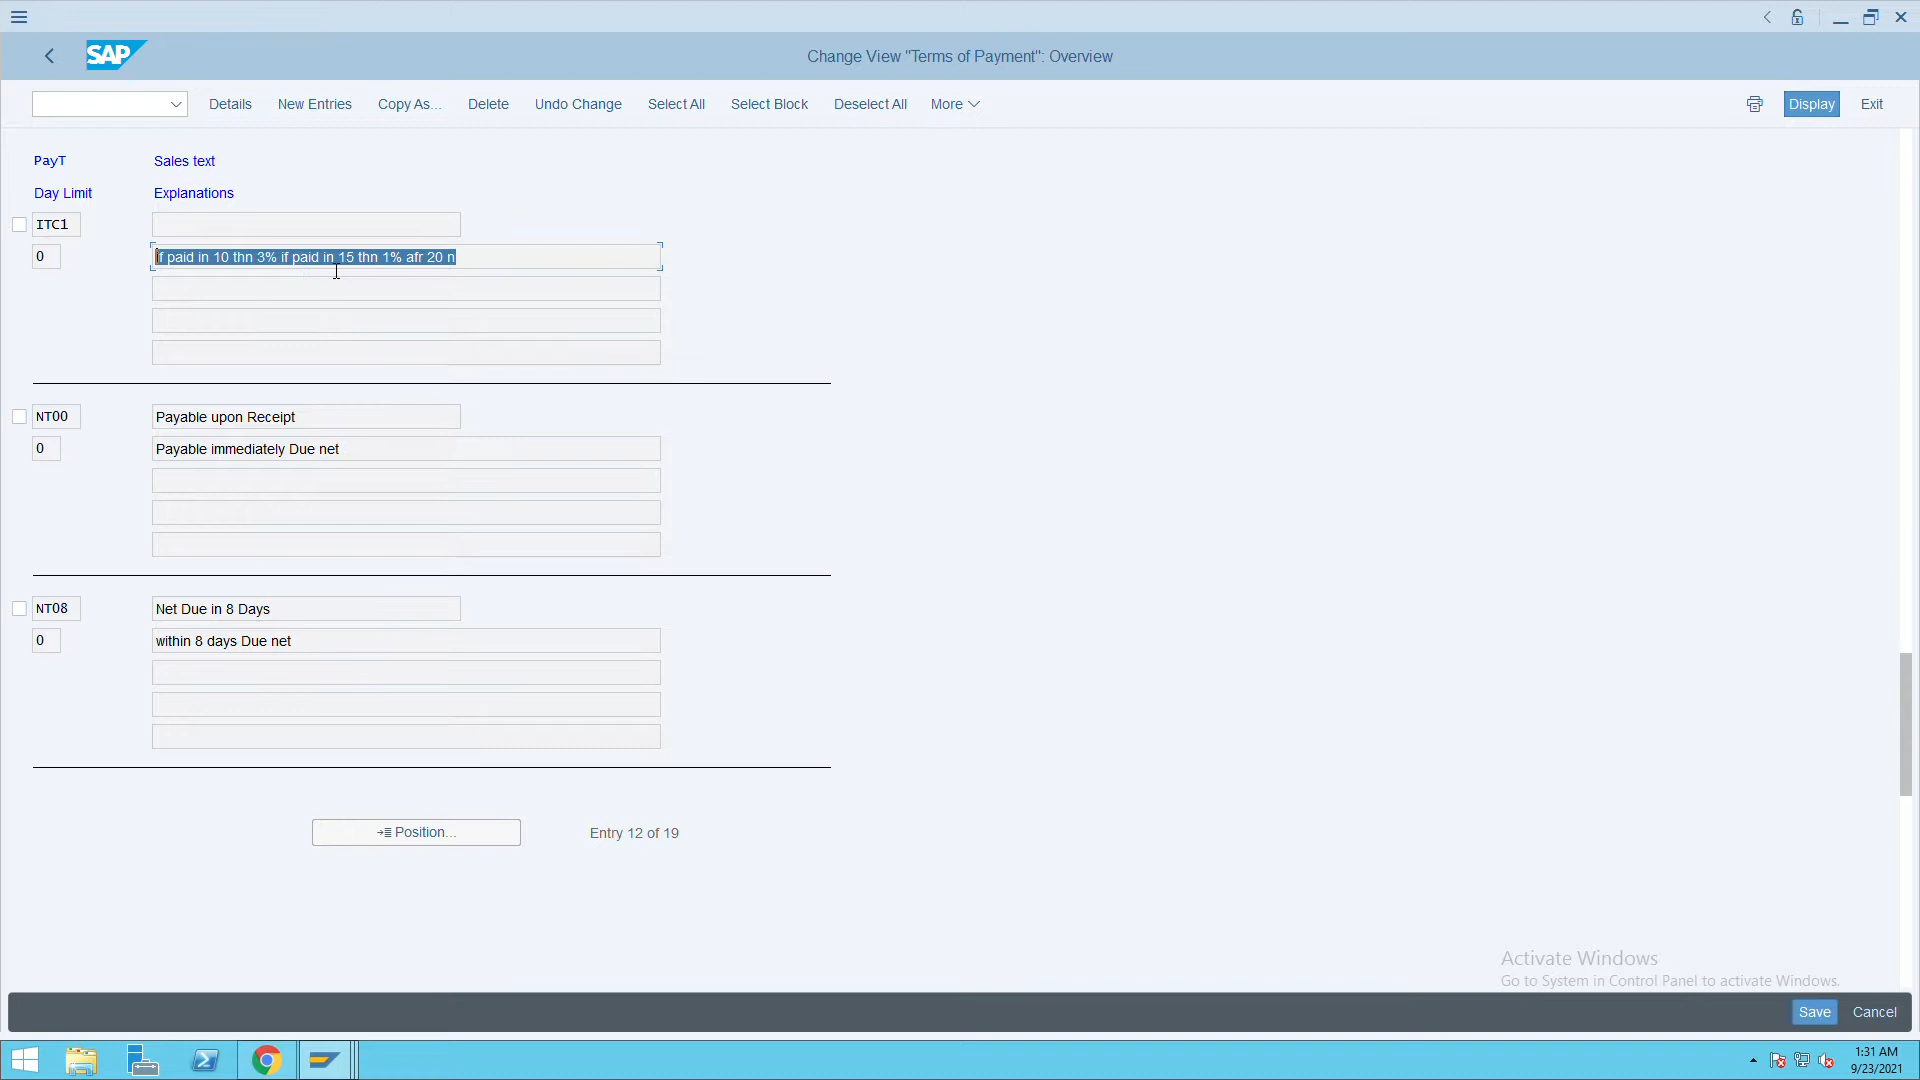 SAP
Change View "Terms of Payment": Overview
Details New Entries Copy As... Delete Undo Change Select All Select Block Deselect All More Display Exit
PayT Sales text
Day Limit Explanations
ITC1
0 if paid in 10 thn 3% if paid in 15 thn 1% afr 20 n
NT00 Payable upon Receipt
0 Payable immediately Due net
NT08 Net Due in 8 Days
0 within 8 days Due net
Position... Entry 12 of 19
Activate Windows
Go to System in Control Panel to activate Windows.
Save Cancel
1:31 AM
9/23/2021